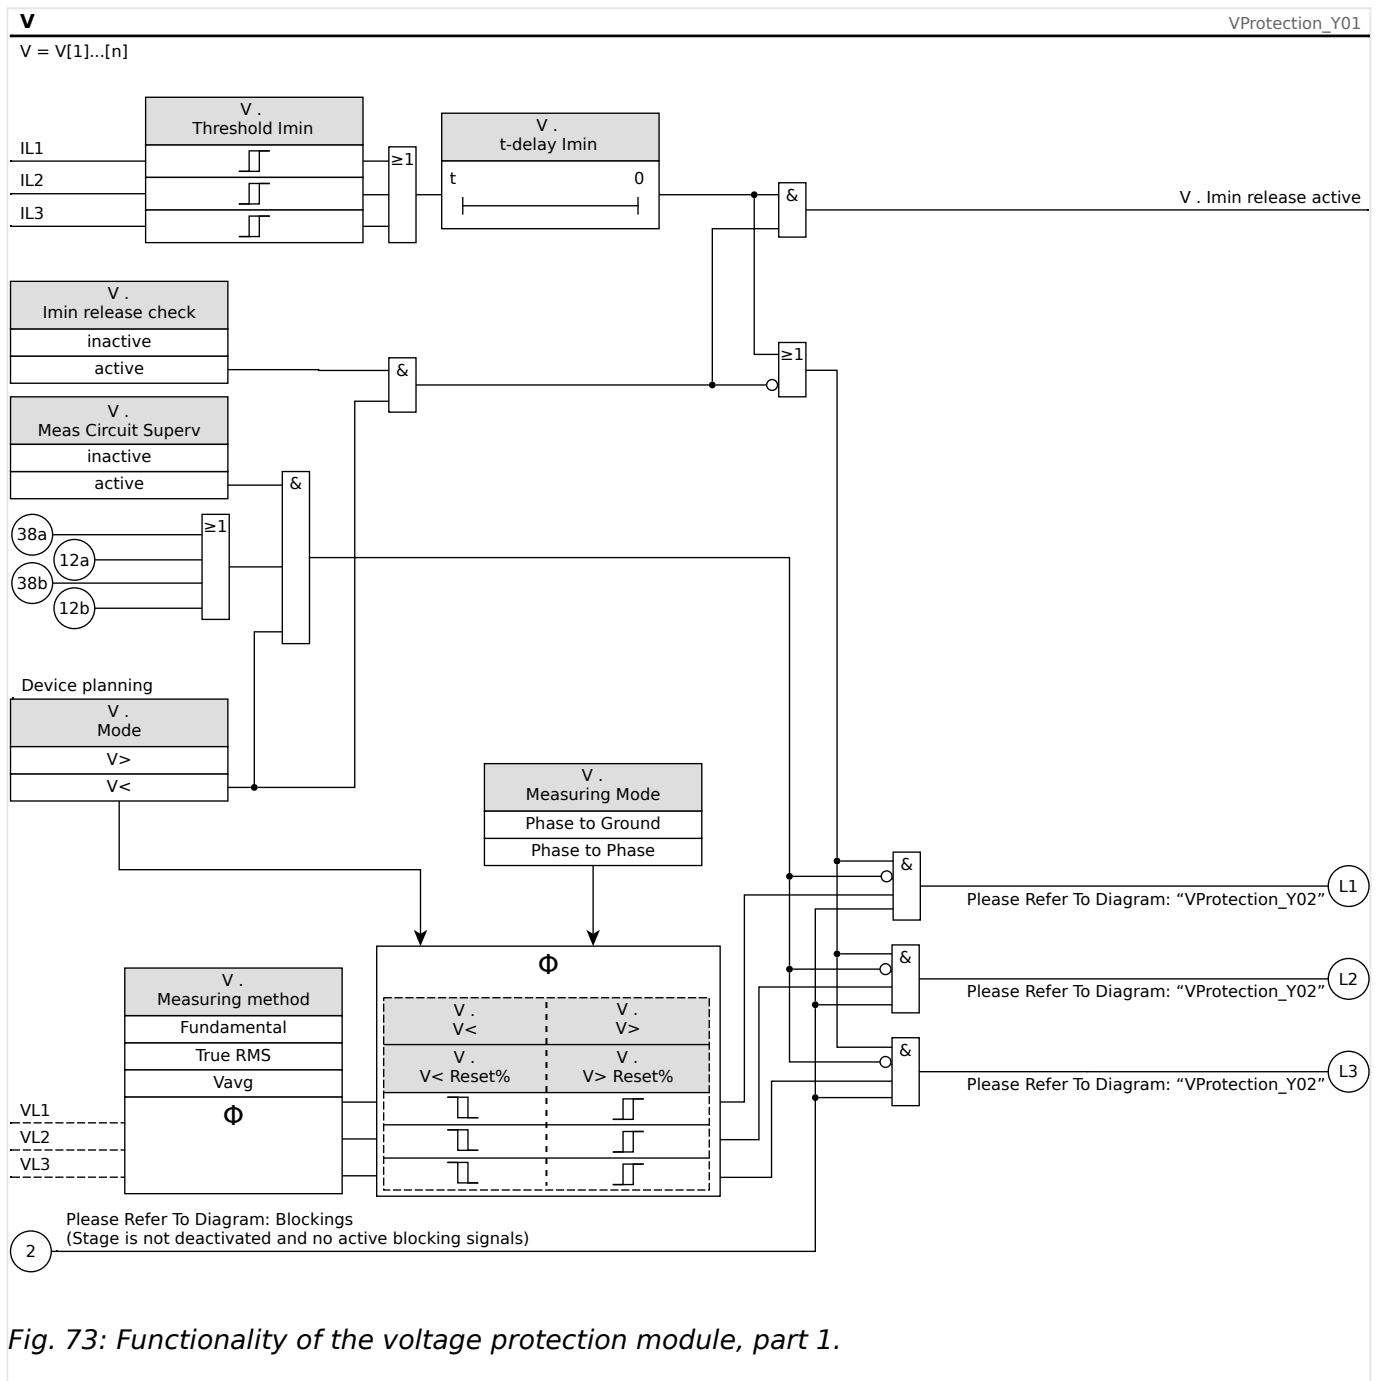 V
VProtection_Y01
V = V[1]...[n]
V .
Threshold Imin
IL1
IL2
IL3
≥1
V .
t-delay Imin
t
0
&
V . Imin release active
V .
Imin release check
inactive
active
&
≥1
V .
Meas Circuit Superv
inactive
active
&
38a
12a
38b
12b
≥1
Device planning
V .
Mode
V>
V<
V .
Measuring Mode
Phase to Ground
Phase to Phase
&
L1
Please Refer To Diagram: “VProtection_Y02”
&
L2
Please Refer To Diagram: “VProtection_Y02”
&
L3
Please Refer To Diagram: “VProtection_Y02”
V .
Measuring method
Fundamental
True RMS
Vavg
Φ
VL1
VL2
VL3
Φ
V .
V<
V .
V>
V .
V< Reset%
V .
V> Reset%
Please Refer To Diagram: Blockings
(Stage is not deactivated and no active blocking signals)
2
Fig. 73: Functionality of the voltage protection module, part 1.